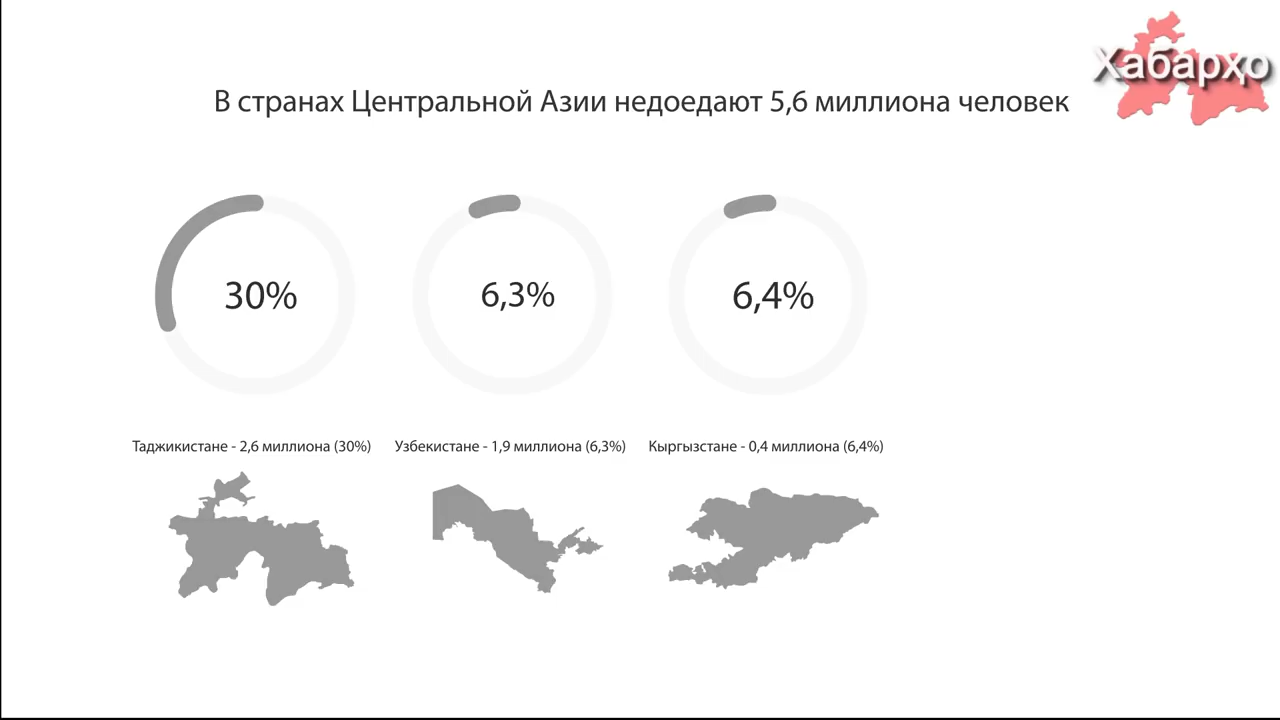 Хабарҳо
В странах Центральной Азии недоедают 5,6 миллиона человек
30%
6,3%
6,4%
Таджикистане - 2,6 миллиона (30%)
Узбекистане - 1,9 миллиона (6,3%)
Кыргызстане - 0,4 миллиона (6,4%)